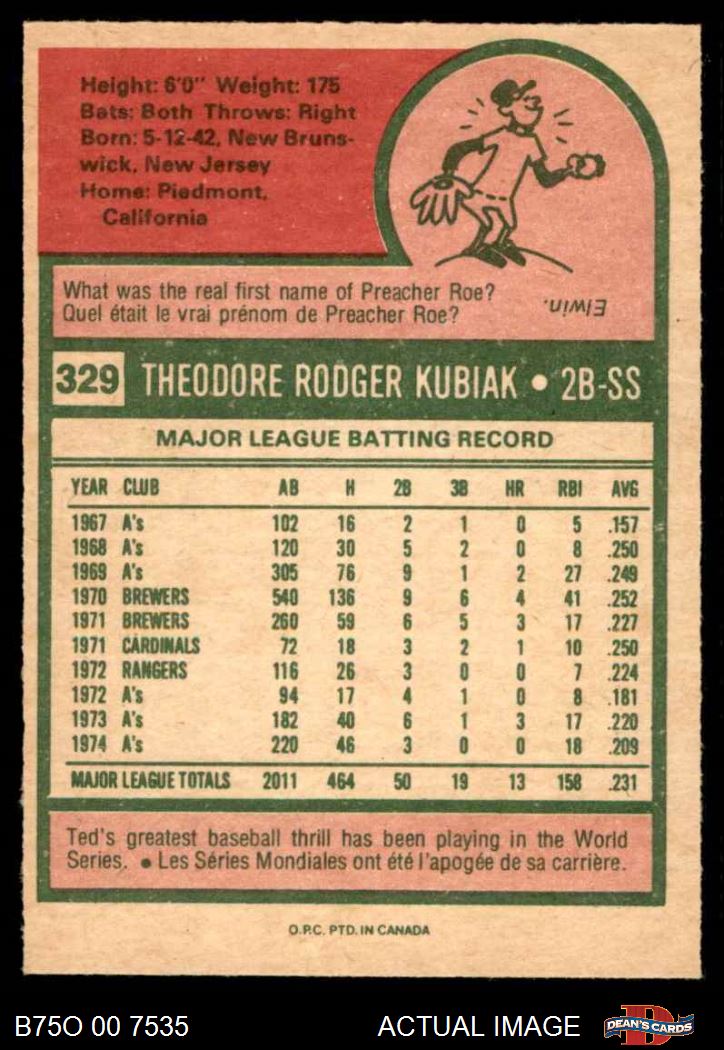 Height: 6'0" Weight: 175
Bats: Both Throws: Right
Born: 5-12-42, New Bruns-
wick, New Jersey
Home: Piedmont,
California
What was the real first name of Preacher Roe?
Quel était le vrai prénom de Preacher Roe?
Elwin.
329 THEODORE RODGER KUBIAK • 2B-SS
MAJOR LEAGUE BATTING RECORD
YEAR CLUB AB H 2B 3B HR RBI AVG
1967 A's 102 16 2 1 0 5 .157
1968 A's 120 30 5 2 0 8 .250
1969 A's 305 76 9 1 2 27 .249
1970 BREWERS 540 136 9 6 4 41 .252
1971 BREWERS 260 59 6 5 3 17 .227
1971 CARDINALS 72 18 3 2 1 10 .250
1972 RANGERS 116 26 3 0 0 7 .224
1972 A's 94 17 4 1 0 8 .181
1973 A's 182 40 6 1 3 17 .220
1974 A's 220 46 3 0 0 18 .209
MAJOR LEAGUE TOTALS 2011 464 50 19 13 158 .231
Ted's greatest baseball thrill has been playing in the World
Series. • Les Séries Mondiales ont été l'apogée de sa carrière.
O.P.C. PTD. IN CANADA
B75O 00 7535 ACTUAL IMAGE D DEAN'S CARDS